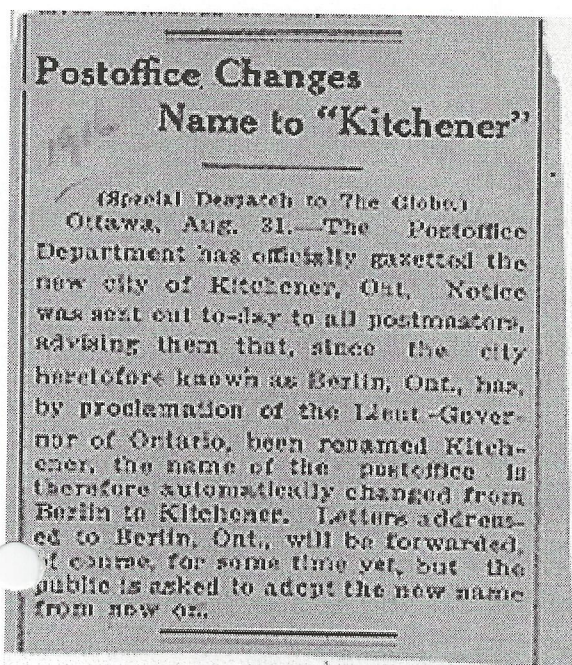 Postoffice Changes
Name to "Kitchener"
1916
(Special Despatch to The Globe.)
Ottawa, Aug. 31.—The Postoffice
Department has officially gazetted the
new city of Kitchener, Ont. Notice
was sent out to-day to all postmasters,
advising them that, since the city
heretofore known as Berlin, Ont., has,
by proclamation of the Lieut.-Gover-
nor of Ontario, been renamed Kitch-
ener, the name of the postoffice is
therefore automatically changed from
Berlin to Kitchener. Letters address-
ed to Berlin, Ont., will be forwarded,
of course, for some time yet, but the
public is asked to adopt the new name
from now on.